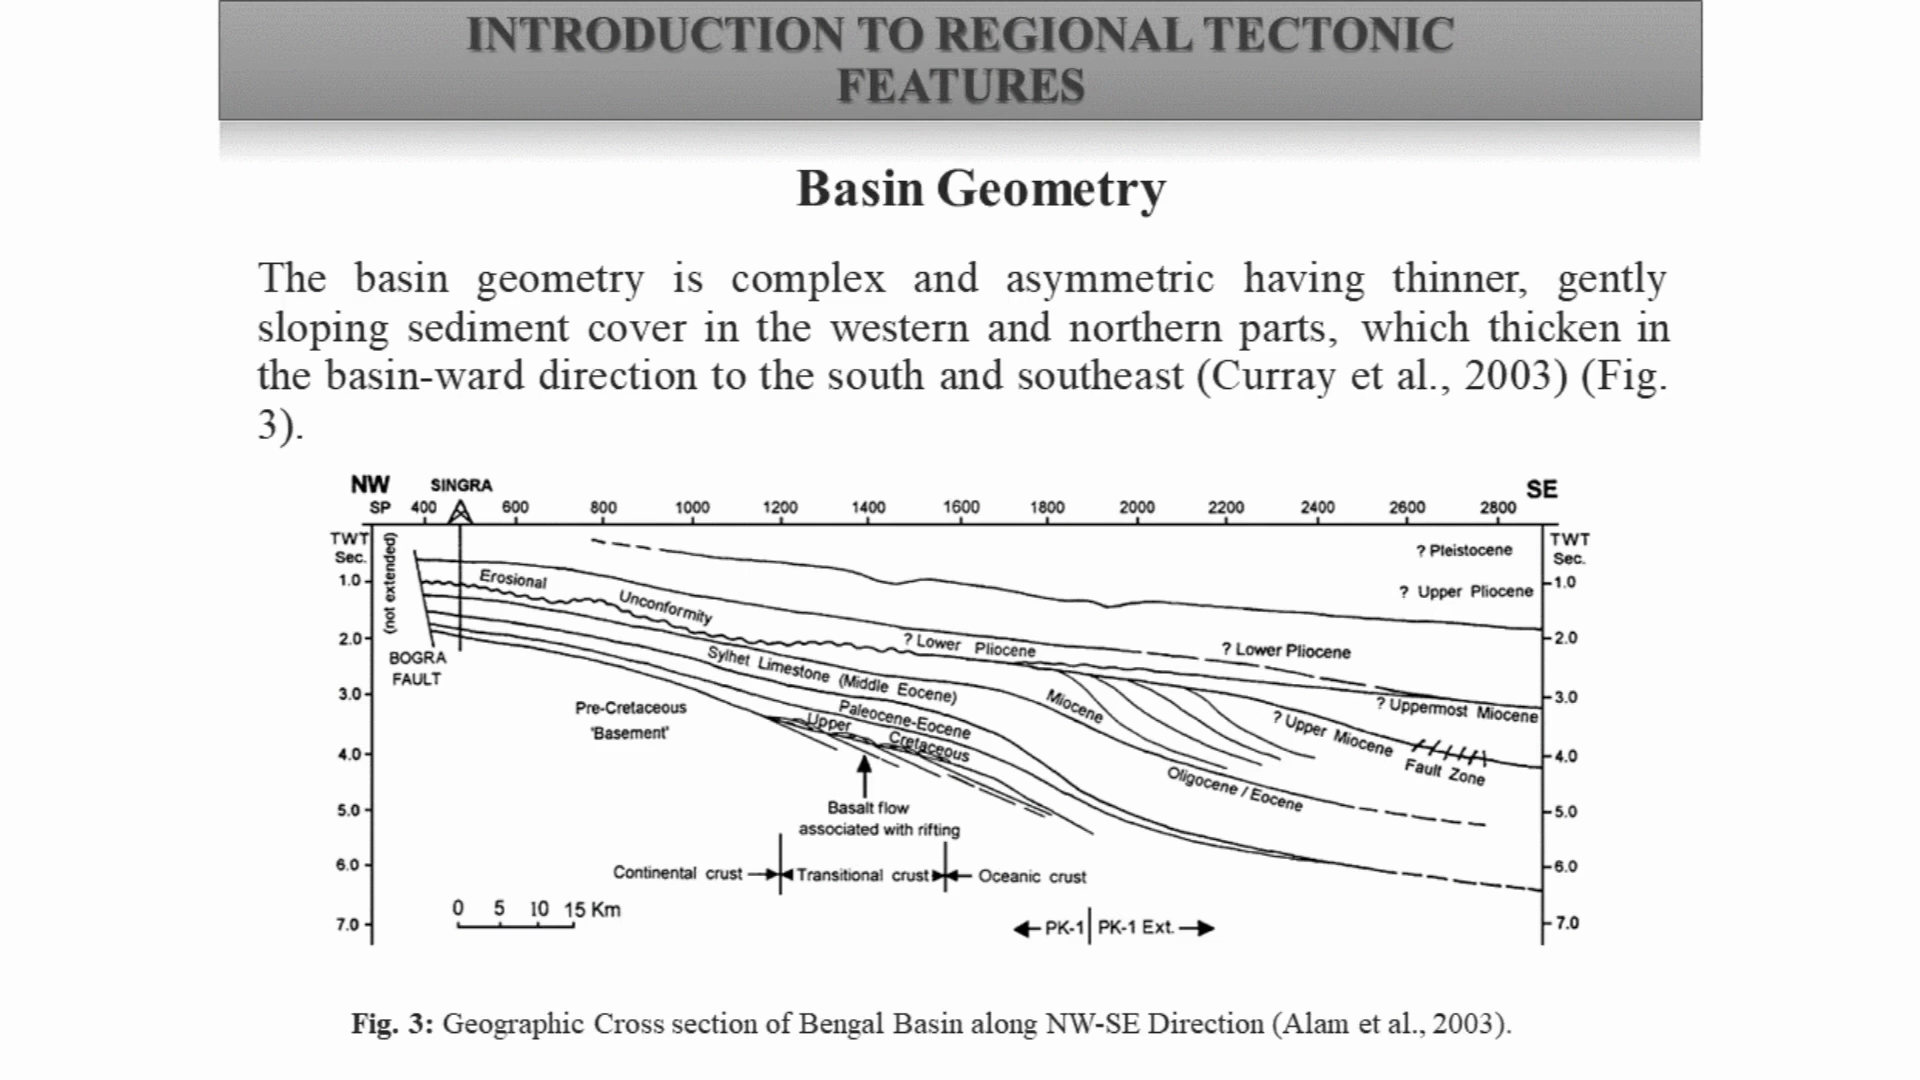 INTRODUCTION TO REGIONAL TECTONIC
FEATURES
Basin Geometry
The basin geometry is complex and asymmetric having thinner, gently
sloping sediment cover in the western and northern parts, which thicken in
the basin-ward direction to the south and southeast (Curray et al., 2003) (Fig.
3).
NW SINGRA SE
SP 400 600 800 1000 1200 1400 1600 1800 2000 2200 2400 2600 2800
TWT
Sec.
(not extended)
TWT
Sec.
? Pleistocene
1.0 1.0
Erosional
Unconformity
? Upper Pliocene
2.0 2.0
? Lower Pliocene
? Lower Pliocene
BOGRA
FAULT
Sylhet Limestone (Middle Eocene)
3.0 3.0
Pre-Cretaceous
'Basement'
Paleocene-Eocene
Miocene
? Uppermost Miocene
Upper
Cretaceous
? Upper Miocene
4.0 4.0
Fault Zone
Oligocene / Eocene
Basalt flow
associated with rifting
5.0 5.0
6.0 6.0
Continental crust Transitional crust Oceanic crust
0 5 10 15 Km
7.0 7.0
PK-1 PK-1 Ext.
Fig. 3: Geographic Cross section of Bengal Basin along NW-SE Direction (Alam et al., 2003).